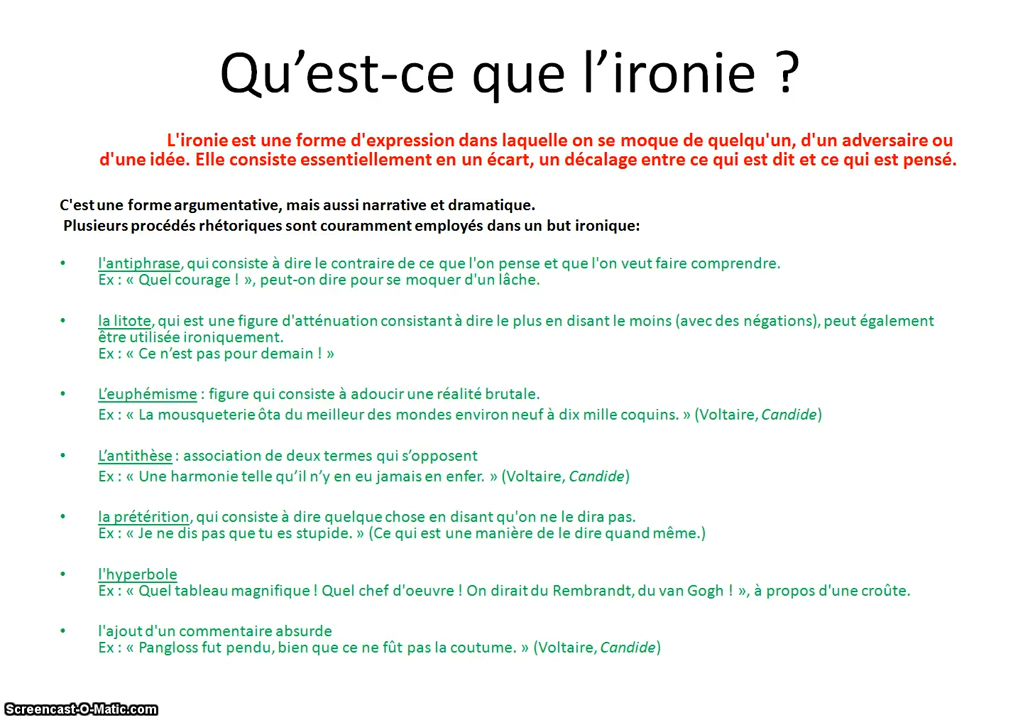 Qu’est-ce que l’ironie ?
L'ironie est une forme d'expression dans laquelle on se moque de quelqu'un, d'un adversaire ou
d'une idée. Elle consiste essentiellement en un écart, un décalage entre ce qui est dit et ce qui est pensé.
C'est une forme argumentative, mais aussi narrative et dramatique.
Plusieurs procédés rhétoriques sont couramment employés dans un but ironique:
• l'antiphrase, qui consiste à dire le contraire de ce que l'on pense et que l'on veut faire comprendre.
Ex : « Quel courage ! », peut-on dire pour se moquer d'un lâche.
• la litote, qui est une figure d'atténuation consistant à dire le plus en disant le moins (avec des négations), peut également
être utilisée ironiquement.
Ex : « Ce n’est pas pour demain ! »
• L’euphémisme : figure qui consiste à adoucir une réalité brutale.
Ex : « La mousqueterie ôta du meilleur des mondes environ neuf à dix mille coquins. » (Voltaire, Candide)
• L’antithèse : association de deux termes qui s’opposent
Ex : « Une harmonie telle qu’il n’y en eu jamais en enfer. » (Voltaire, Candide)
• la prétérition, qui consiste à dire quelque chose en disant qu'on ne le dira pas.
Ex : « Je ne dis pas que tu es stupide. » (Ce qui est une manière de le dire quand même.)
• l'hyperbole
Ex : « Quel tableau magnifique ! Quel chef d'oeuvre ! On dirait du Rembrandt, du van Gogh ! », à propos d'une croûte.
• l'ajout d'un commentaire absurde
Ex : « Pangloss fut pendu, bien que ce ne fût pas la coutume. » (Voltaire, Candide)
Screencast-O-Matic.com